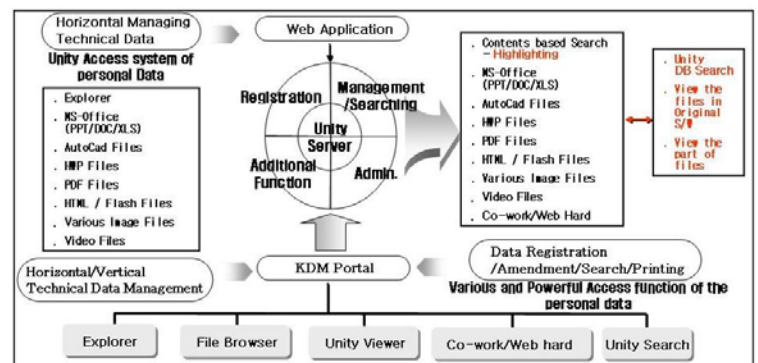 Horizontal Managing
Technical Data
Web Application
Unity Access system of
personal Data
. Explorer
. MS-Office
(PPT/DOC/XLS)
. AutoCad Files
. HWP Files
. PDF Files
. HTML / Flash Files
. Various Image Files
. Video Files
Registration
Management
/Searching
Unity
Server
Additional
Function
Admin.
. Contents based Search
- Highlighting
. MS-Office
(PPT/DOC/XLS)
. AutoCad Files
. HWP Files
. PDF Files
. HTML / Flash Files
. Various Image Files
. Video Files
. Co-work/Web Hard
. Unity
DB Search
. View the
files in
Original
S/W
. View the
part of
files
Horizontal/Vertical
Technical Data Management
KDM Portal
Data Registration
/Amendment/Search/Printing
Various and Powerful Access function of the
personal data
Explorer
File Browser
Unity Viewer
Co-work/Web hard
Unity Search